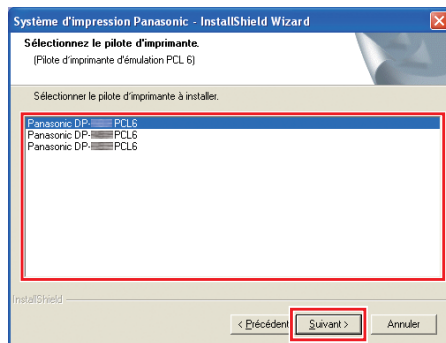 Système d'impression Panasonic - InstallShield Wizard
Sélectionnez le pilote d'imprimante.
(Pilote d'imprimante d'émulation PCL 6)
Sélectionner le pilote d'imprimante à installer.
Panasonic DP- PCL6
Panasonic DP- PCL6
Panasonic DP- PCL6
InstallShield
< Précédent Suivant > Annuler